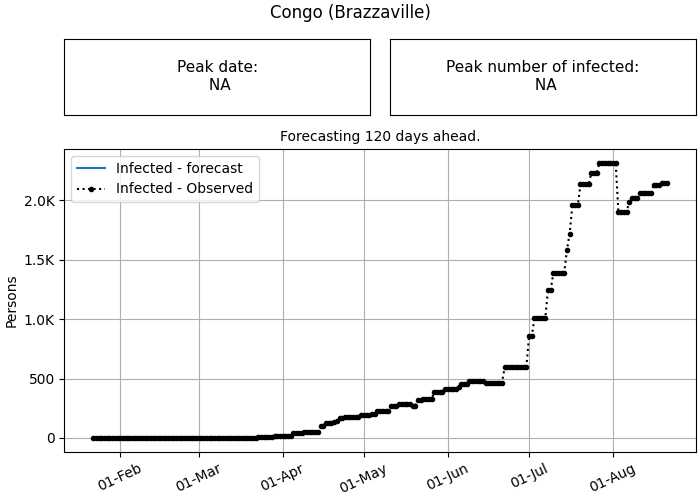 Congo (Brazzaville)
Peak date:
NA
Peak number of infected:
NA
Forecasting 120 days ahead.
Infected - forecast
Infected - Observed
Persons
2.0K
1.5K
1.0K
500
0
01-Feb
01-Mar
01-Apr
01-May
01-Jun
01-Jul
01-Aug